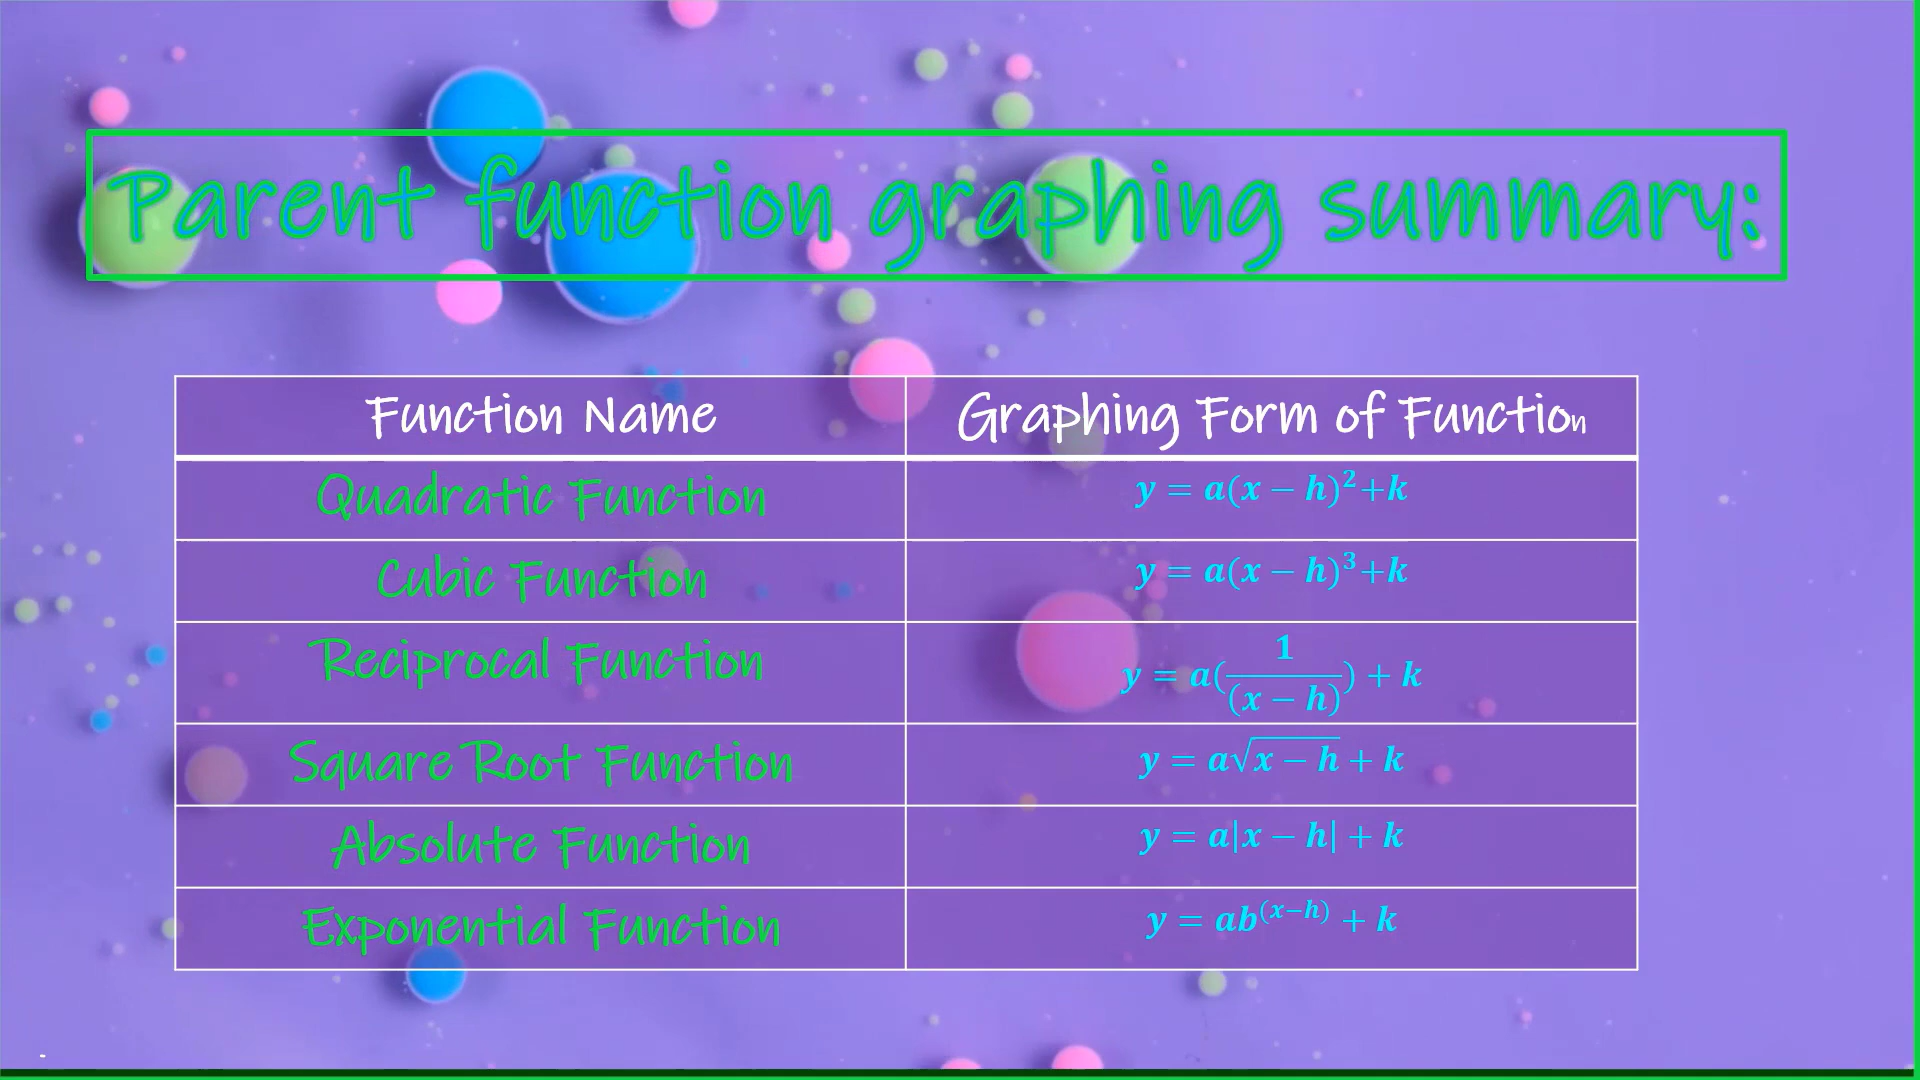 Parent function graphing summary:
Function Name	Graphing Form of Function
Quadratic Function	y = a(x − h)²+k
Cubic Function	y = a(x − h)³+k
Reciprocal Function	y = a(1/(x − h)) + k
Square Root Function	y = a√(x − h) + k
Absolute Function	y = a|x − h| + k
Exponential Function	y = ab^(x−h) + k